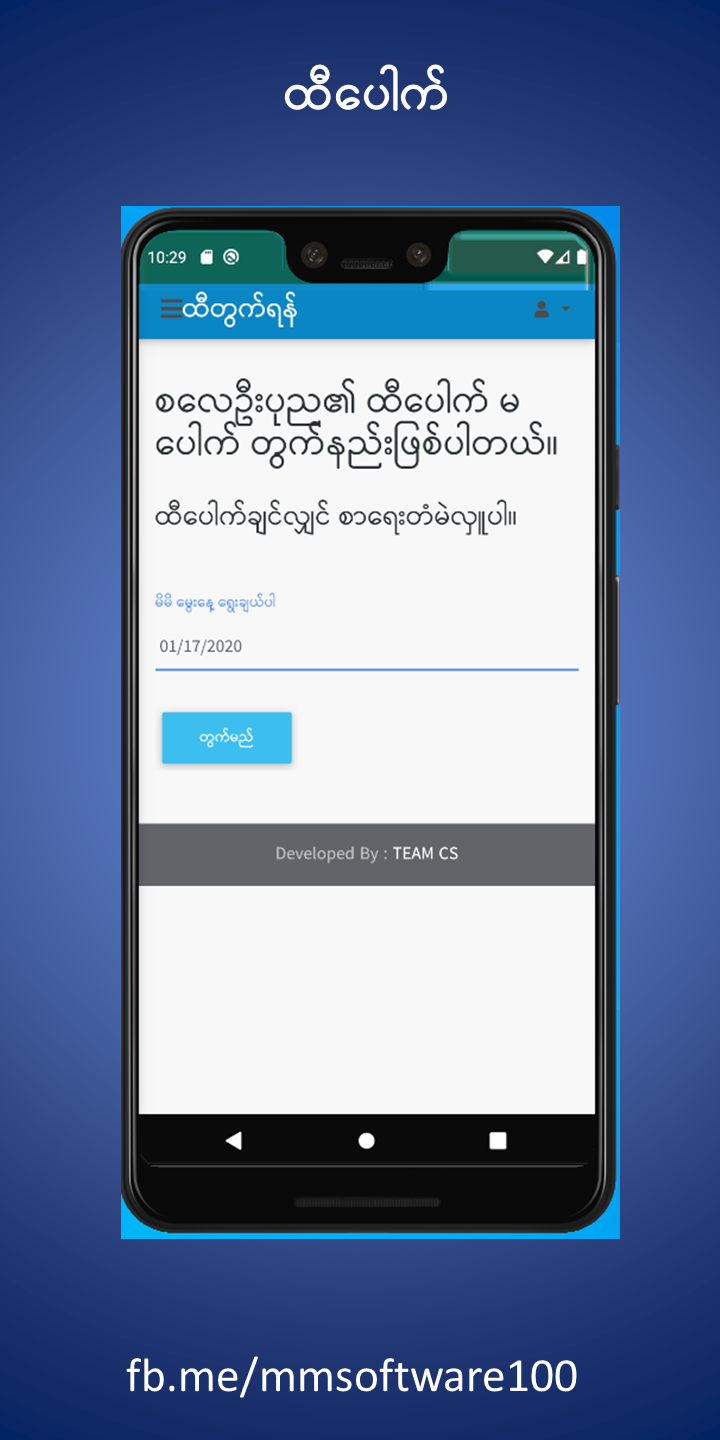 ထီပေါက်
10:29
ထီတွက်ရန်
စလေဦးပုည၏ ထီပေါက် မ
ပေါက် တွက်နည်းဖြစ်ပါတယ်။
ထီပေါက်ချင်လျှင် စာရေးတံမဲလှူပါ။
မိမိ မွေးနေ့ ရွေးချယ်ပါ
01/17/2020
တွက်မည်
Developed By : TEAM CS
fb.me/mmsoftware100